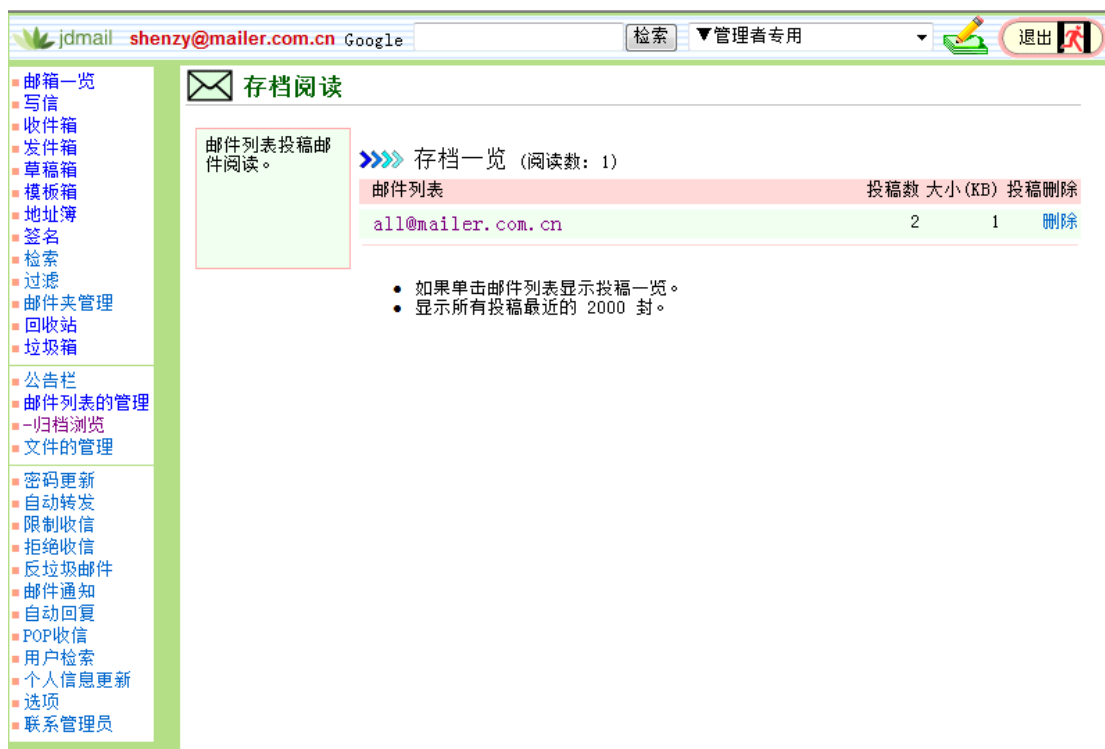 jdmail shenzy@mailer.com.cn Google 检索 ▼管理者专用 退出
邮箱一览
写信
收件箱
发件箱
草稿箱
模板箱
地址簿
签名
检索
过滤
邮件夹管理
回收站
垃圾箱
公告栏
邮件列表的管理
-归档浏览
文件的管理
密码更新
自动转发
限制收信
拒绝收信
反垃圾邮件
邮件通知
自动回复
POP收信
用户检索
个人信息更新
选项
联系管理员
存档阅读
邮件列表投稿邮
件阅读。
存档一览 (阅读数: 1)
邮件列表 投稿数 大小(KB) 投稿删除
all@mailer.com.cn 2 1 删除
如果单击邮件列表显示投稿一览。
显示所有投稿最近的 2000 封。